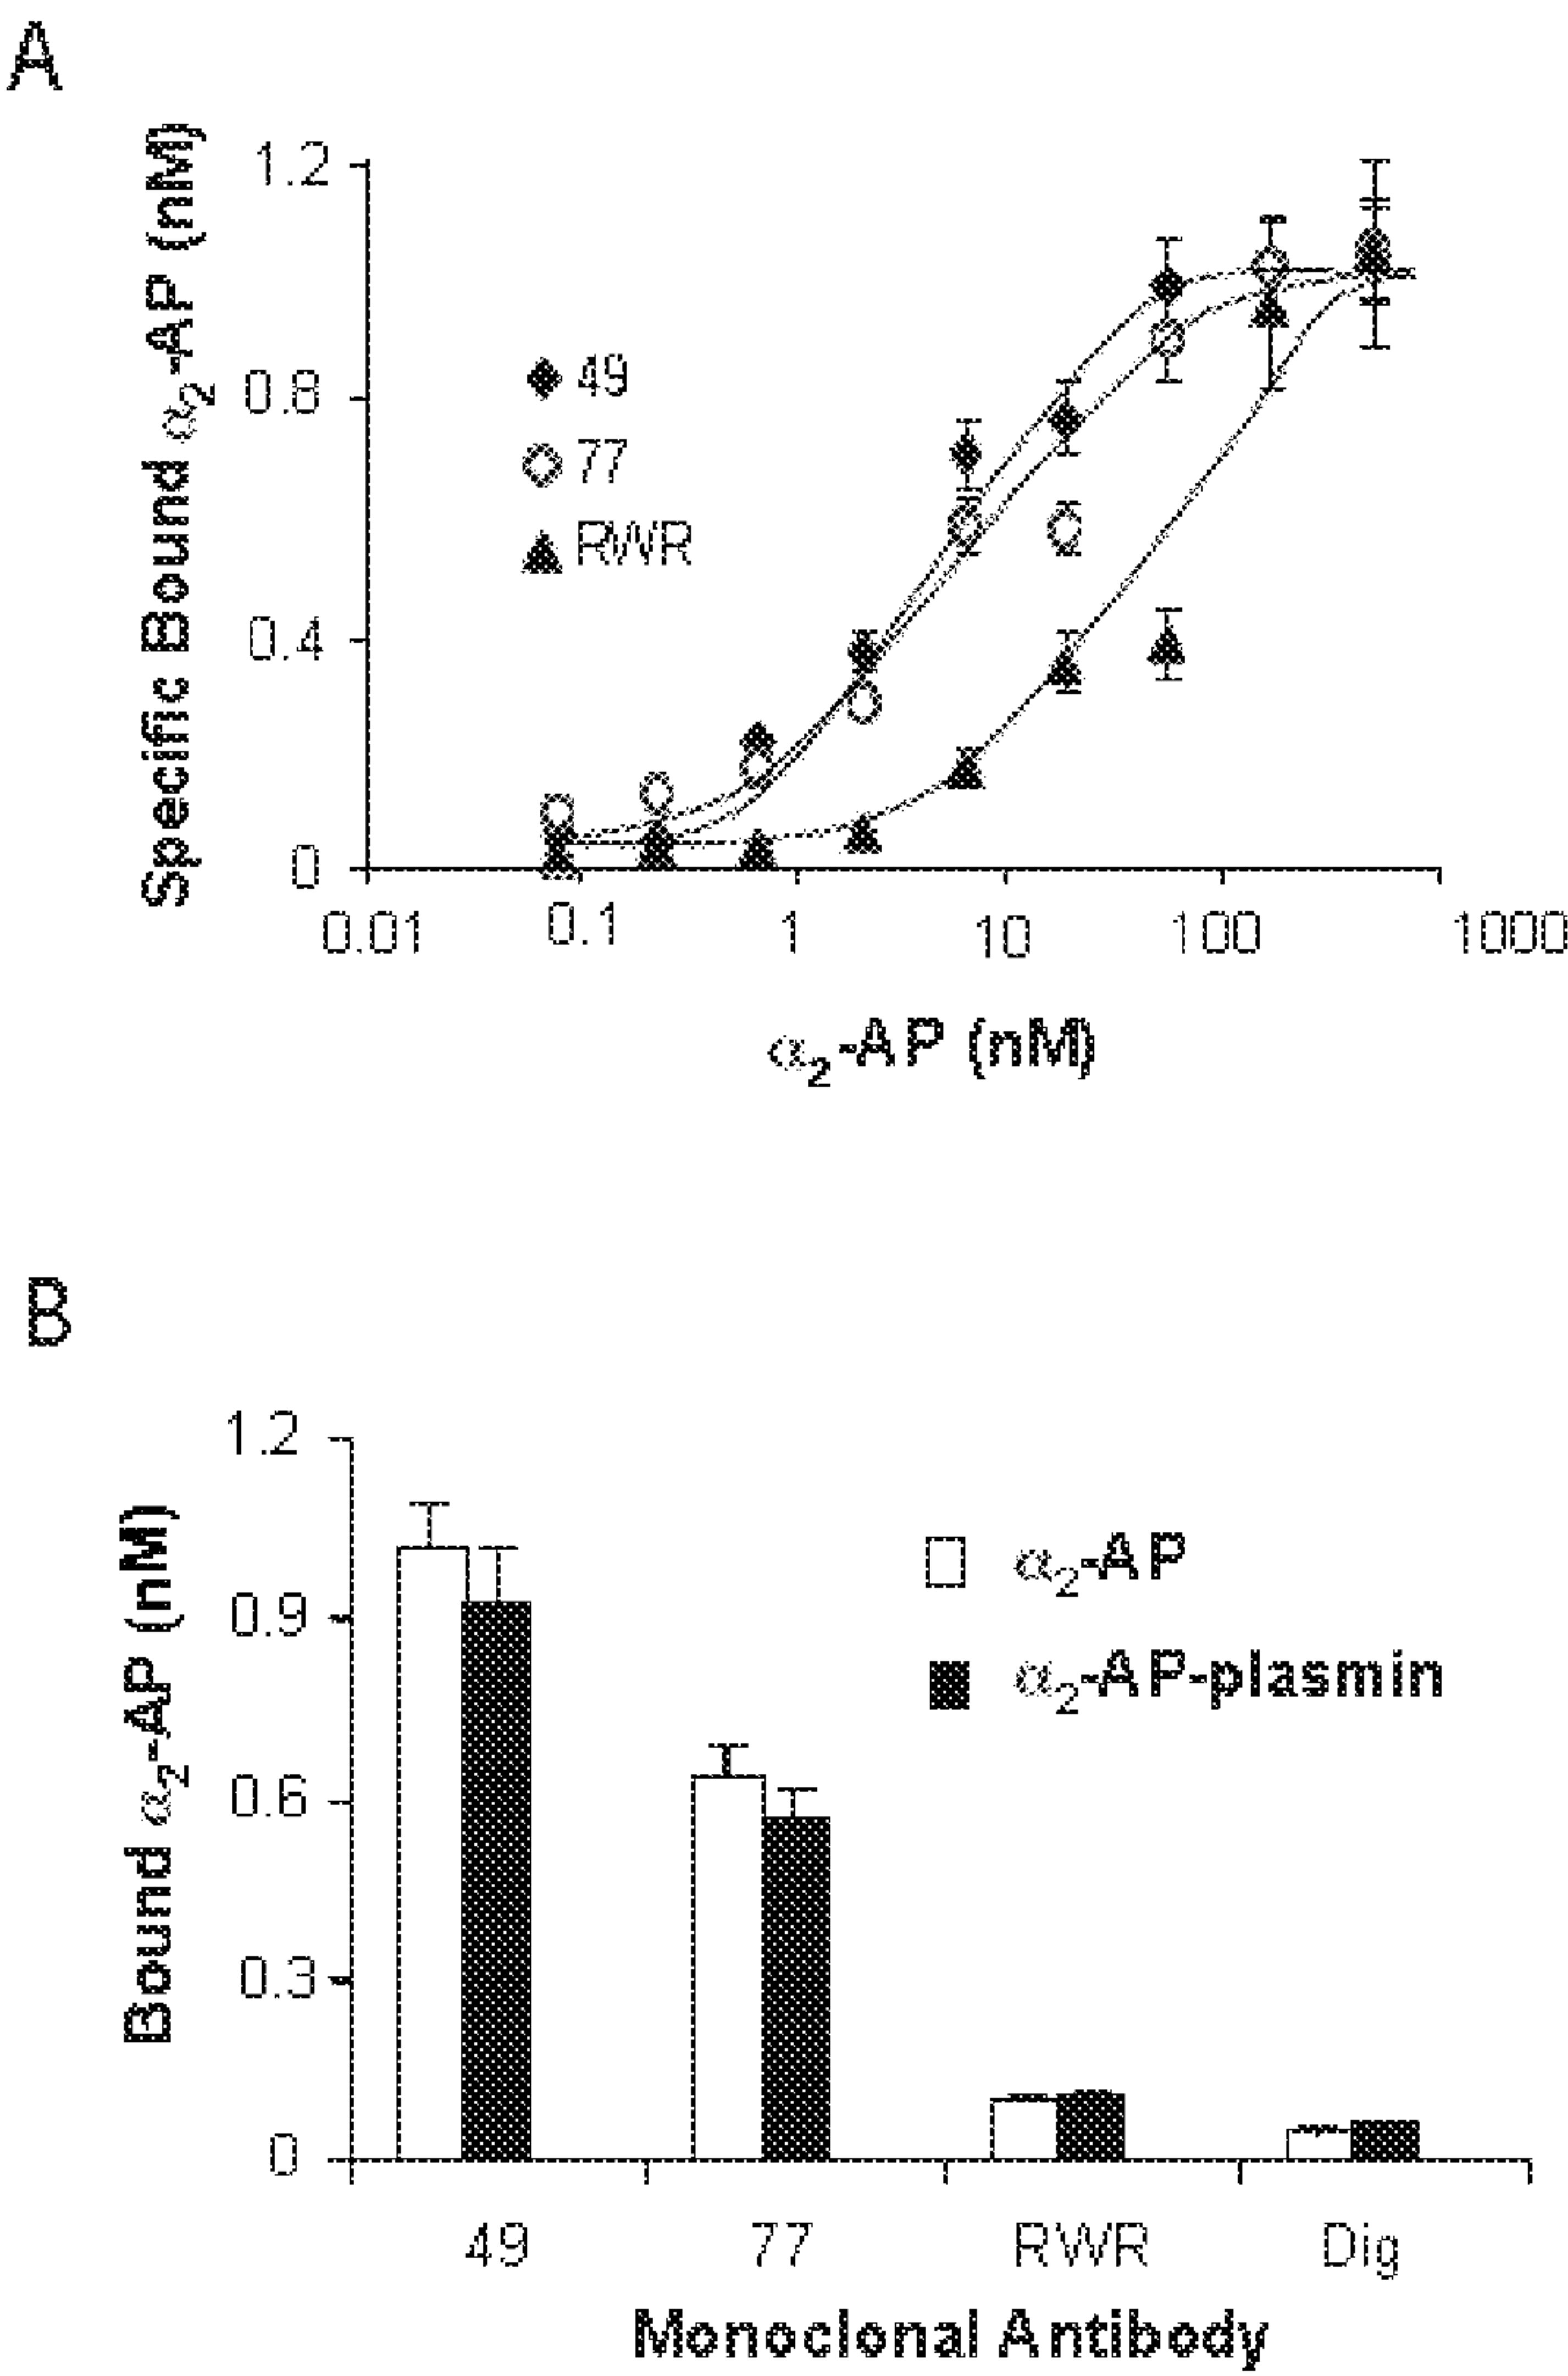 A
Specific Bound α2-AP (nM)
1.2
0.8
0.4
0
49
77
RWR
0.01 0.1 1 10 100 1000
α2-AP (nM)
B
Bound α2-AP (nM)
1.2
0.9
0.6
0.3
0
α2-AP
α2-AP-plasmin
49 77 RWR Dig
Monoclonal Antibody